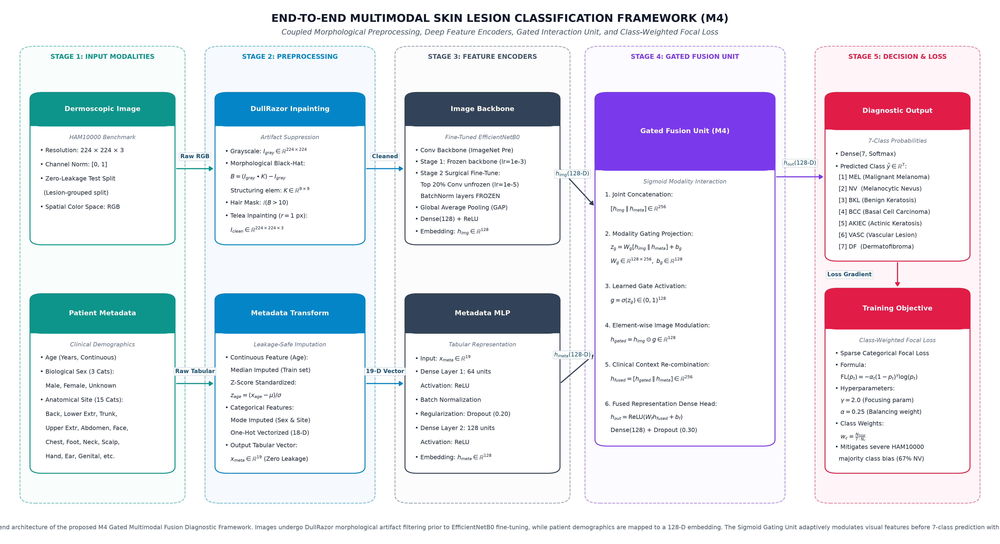 END-TO-END MULTIMODAL SKIN LESION CLASSIFICATION FRAMEWORK (M4)
Coupled Morphological Preprocessing, Deep Feature Encoders, Gated Interaction Unit, and Class-Weighted Focal Loss
STAGE 1: INPUT MODALITIES
Dermoscopic Image
HAM10000 Benchmark
• Resolution: 224 × 224 × 3
• Channel Norm: [0, 1]
• Zero-Leakage Test Split
(Lesion-grouped split)
• Spatial Color Space: RGB
Patient Metadata
Clinical Demographics
• Age (Years, Continuous)
• Biological Sex (3 Cats):
Male, Female, Unknown
• Anatomical Site (15 Cats):
Back, Lower Extr, Trunk,
Upper Extr, Abdomen, Face,
Chest, Foot, Neck, Scalp,
Hand, Ear, Genital, etc.
Raw RGB
Raw Tabular
STAGE 2: PREPROCESSING
DullRazor Inpainting
Artifact Suppression
• Grayscale: I_gray ∈ ℝ^{224×224}
• Morphological Black-Hat:
B = (I_gray • K) − I_gray
Structuring elem: K ∈ ℝ^{9×9}
• Hair Mask: 𝕀(B > 10)
• Telea Inpainting (r = 1 px):
I_clean ∈ ℝ^{224×224×3}
Metadata Transform
Leakage-Safe Imputation
• Continuous Feature (Age):
Median Imputed (Train set)
Z-Score Standardized:
z_age = (x_age − μ)/σ
• Categorical Features:
Mode Imputed (Sex & Site)
One-Hot Vectorized (18-D)
• Output Tabular Vector:
x_meta ∈ ℝ^{19} (Zero Leakage)
Cleaned
19-D Vector
STAGE 3: FEATURE ENCODERS
Image Backbone
Fine-Tuned EfficientNetB0
• Conv Backbone (ImageNet Pre)
• Stage 1: Frozen backbone (lr=1e-3)
• Stage 2 Surgical Fine-Tune:
Top 20% Conv unfrozen (lr=1e-5)
BatchNorm layers FROZEN
• Global Average Pooling (GAP)
• Dense(128) + ReLU
• Embedding: h_img ∈ ℝ^{128}
Metadata MLP
Tabular Representation
• Input: x_meta ∈ ℝ^{19}
• Dense Layer 1: 64 units
Activation: ReLU
• Batch Normalization
• Regularization: Dropout (0.20)
• Dense Layer 2: 128 units
Activation: ReLU
• Embedding: h_meta ∈ ℝ^{128}
h_img(128-D)
h_meta(128-D)
STAGE 4: GATED FUSION UNIT
Gated Fusion Unit (M4)
Sigmoid Modality Interaction
1. Joint Concatenation:
[h_img ∥ h_meta] ∈ ℝ^{256}
2. Modality Gating Projection:
z_g = W_g[h_img ∥ h_meta] + b_g
W_g ∈ ℝ^{128×256}, b_g ∈ ℝ^{128}
3. Learned Gate Activation:
g = σ(z_g) ∈ (0, 1)^{128}
4. Element-wise Image Modulation:
h_gated = h_img ⊙ g ∈ ℝ^{128}
5. Clinical Context Re-combination:
h_fused = [h_gated ∥ h_meta] ∈ ℝ^{256}
6. Fused Representation Dense Head:
h_out = ReLU(W_f h_fused + b_f)
Dense(128) + Dropout (0.30)
h_out(128-D)
STAGE 5: DECISION & LOSS
Diagnostic Output
7-Class Probabilities
• Dense(7, Softmax)
• Predicted Class ŷ ∈ ℝ^7:
[1] MEL (Malignant Melanoma)
[2] NV (Melanocytic Nevus)
[3] BKL (Benign Keratosis)
[4] BCC (Basal Cell Carcinoma)
[5] AKIEC (Actinic Keratosis)
[6] VASC (Vascular Lesion)
[7] DF (Dermatofibroma)
Loss Gradient
Training Objective
Class-Weighted Focal Loss
• Sparse Categorical Focal Loss
• Formula:
FL(p_t) = −α_t(1 − p_t)^γ log(p_t)
• Hyperparameters:
γ = 2.0 (Focusing param)
α = 0.25 (Balancing weight)
• Class Weights:
w_c = N_total / 7 · N_c
• Mitigates severe HAM10000
majority class bias (67% NV)
end architecture of the proposed M4 Gated Multimodal Fusion Diagnostic Framework. Images undergo DullRazor morphological artifact filtering prior to EfficientNetB0 fine-tuning, while patient demographics are mapped to a 128-D embedding. The Sigmoid Gating Unit adaptively modulates visual features before 7-class prediction with